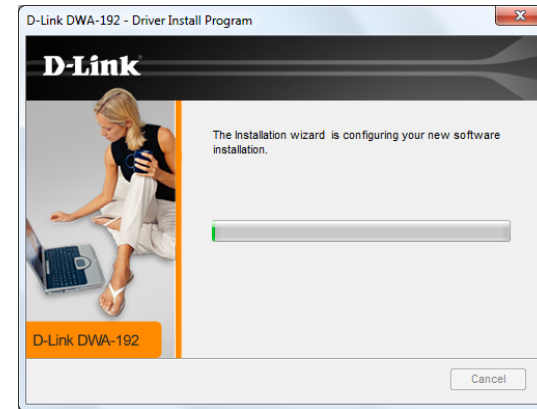 D-Link DWA-192 - Driver Install Program
D-Link
The Installation wizard is configuring your new software
installation.
D-Link DWA-192
Cancel